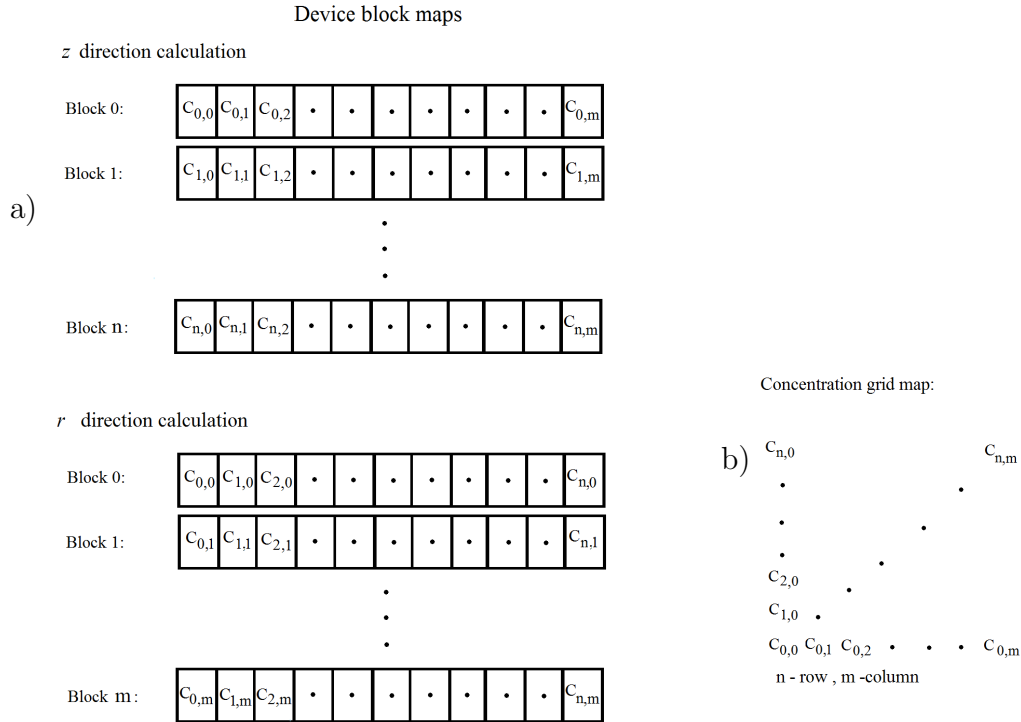 Device block maps
z direction calculation
Block 0: C0,0 C0,1 C0,2 • • • • • • • C0,m
Block 1: C1,0 C1,1 C1,2 • • • • • • • C1,m
a)
Block n: Cn,0 Cn,1 Cn,2 • • • • • • • Cn,m
r direction calculation
Block 0: C0,0 C1,0 C2,0 • • • • • • • Cn,0
Block 1: C0,1 C1,1 C2,1 • • • • • • • Cn,1
Block m: C0,m C1,m C2,m • • • • • • • Cn,m
Concentration grid map:
b)
Cn,0 Cn,m
C2,0
C1,0
C0,0 C0,1 C0,2 • • • C0,m
n - row , m -column